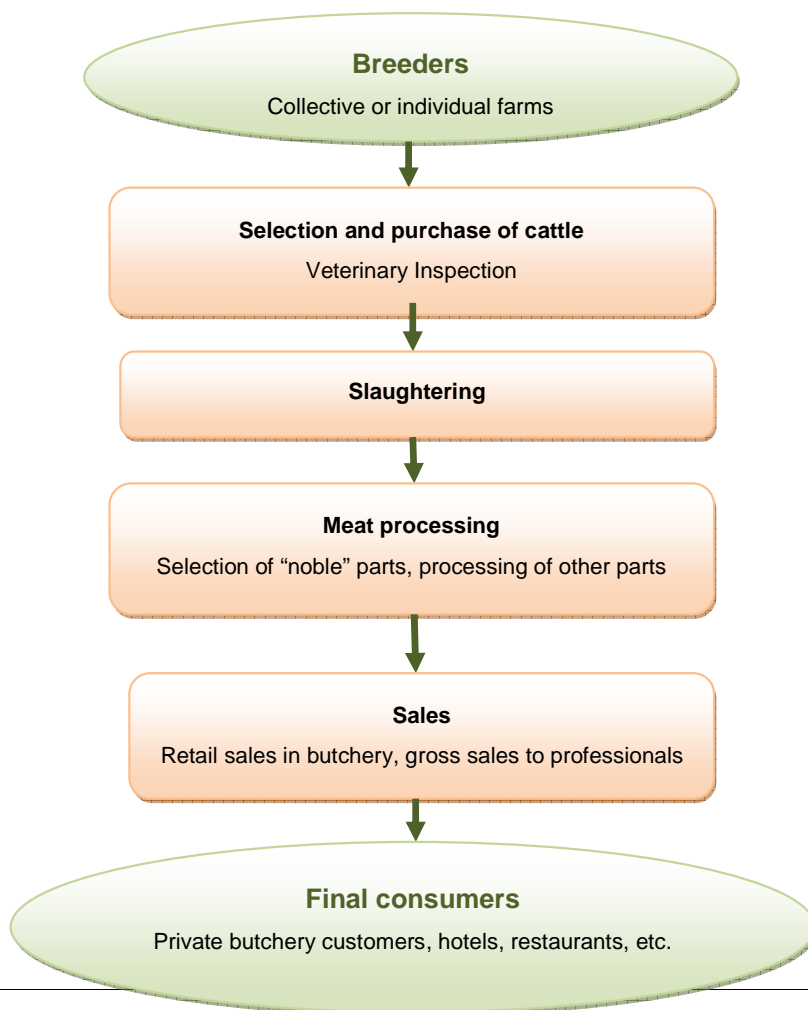 Breeders
Collective or individual farms
Selection and purchase of cattle
Veterinary Inspection
Slaughtering
Meat processing
Selection of “noble” parts, processing of other parts
Sales
Retail sales in butchery, gross sales to professionals
Final consumers
Private butchery customers, hotels, restaurants, etc.